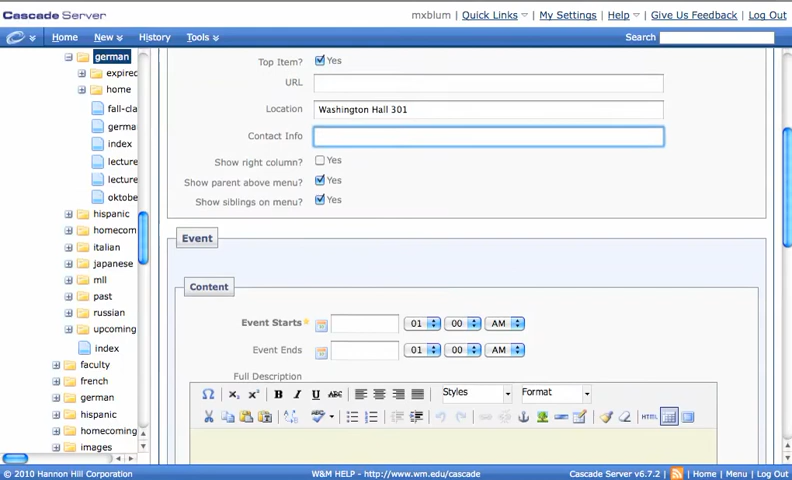 Cascade Server
mxblum | Quick Links | My Settings | Help | Give Us Feedback | Log Out
Home New History Tools Search
german
expired
home
fall-cla
germa
index
lecture
lecture
oktobe
hispanic
homecom
italian
japanese
mll
past
russian
upcoming
index
faculty
french
german
hispanic
homecoming
images
Top Item? Yes
URL
Location Washington Hall 301
Contact Info
Show right column? Yes
Show parent above menu? Yes
Show siblings on menu? Yes
Event
Content
Event Starts 01 00 AM
Event Ends 01 00 AM
Full Description
Ω X₂ X² B I U ABC Styles Format
HTML
© 2010 Hannon Hill Corporation W&M HELP - http://www.wm.edu/cascade Cascade Server v6.7.2 | Home | Menu | Log Out